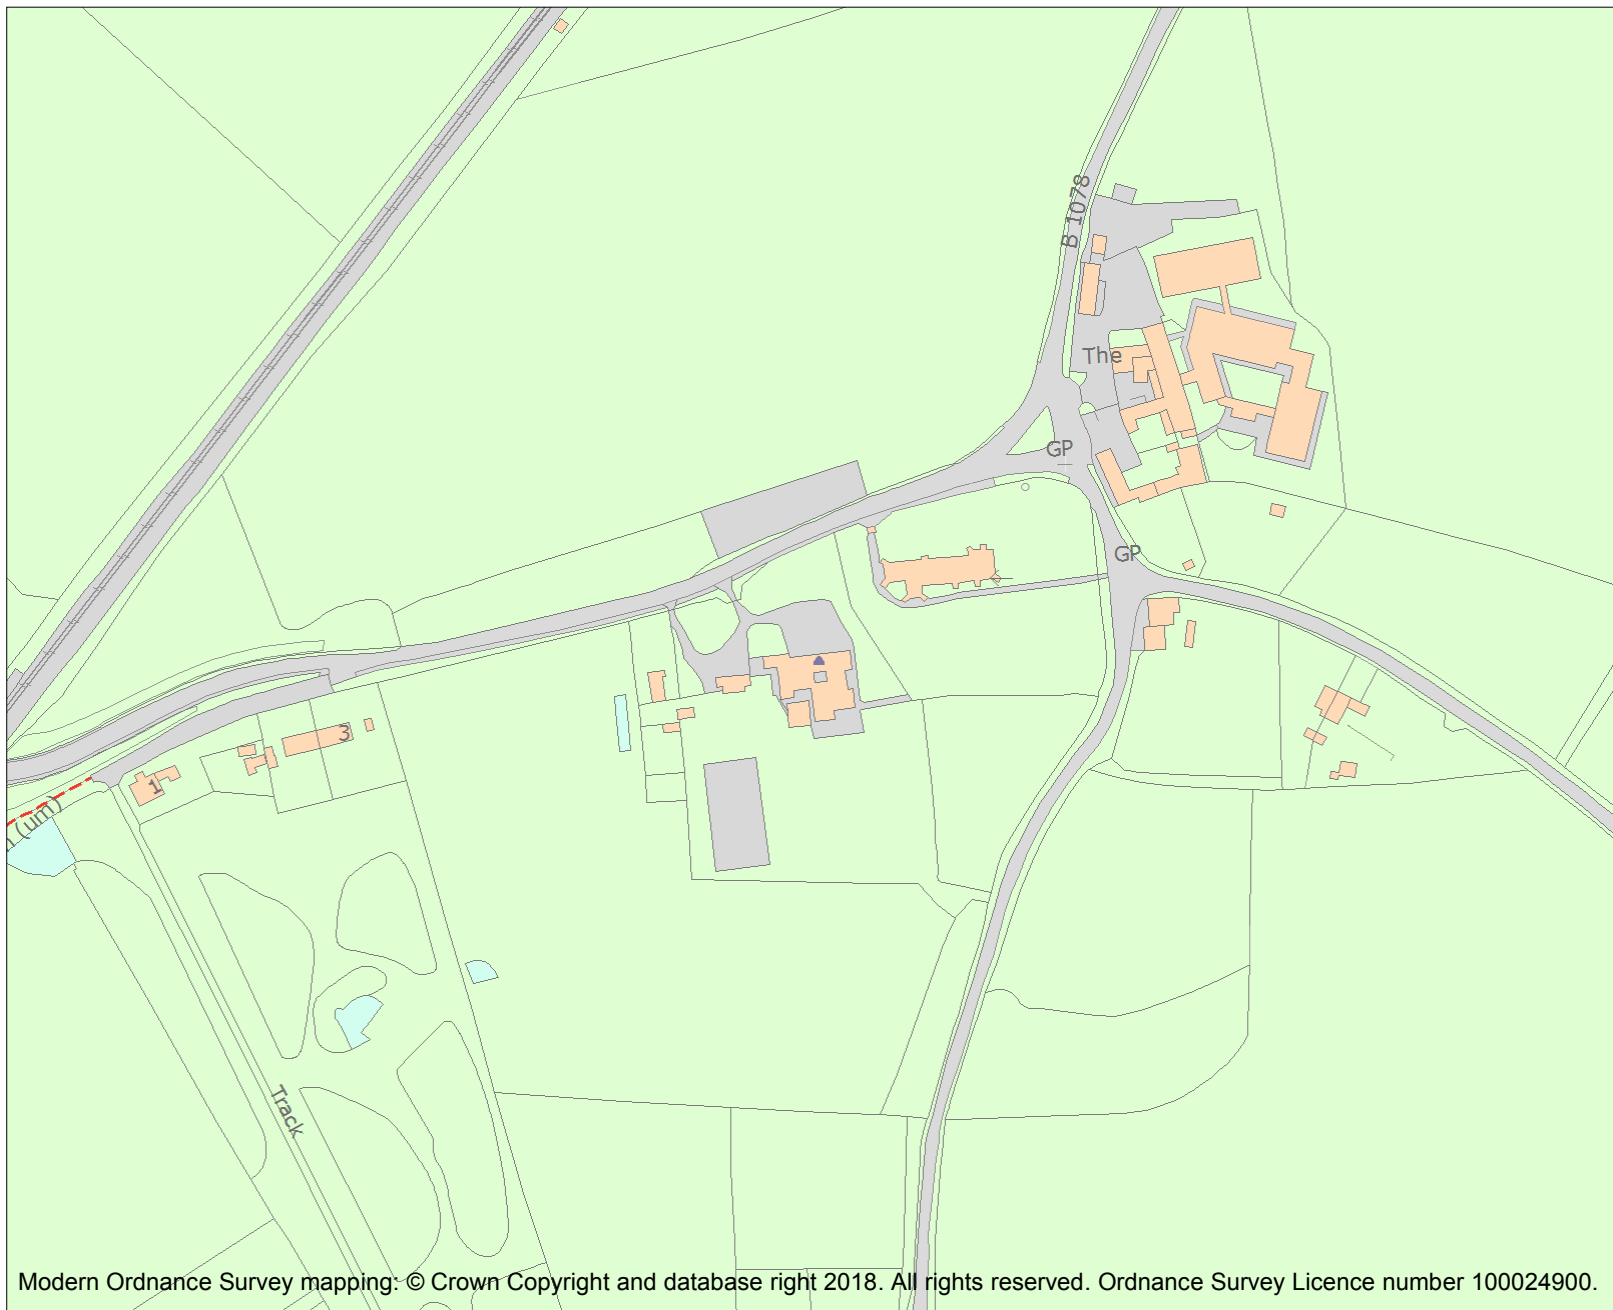 B 1078
The
GP
GP
3
1
(um)
Track
Modern Ordnance Survey mapping: © Crown Copyright and database right 2018. All rights reserved. Ordnance Survey Licence number 100024900.